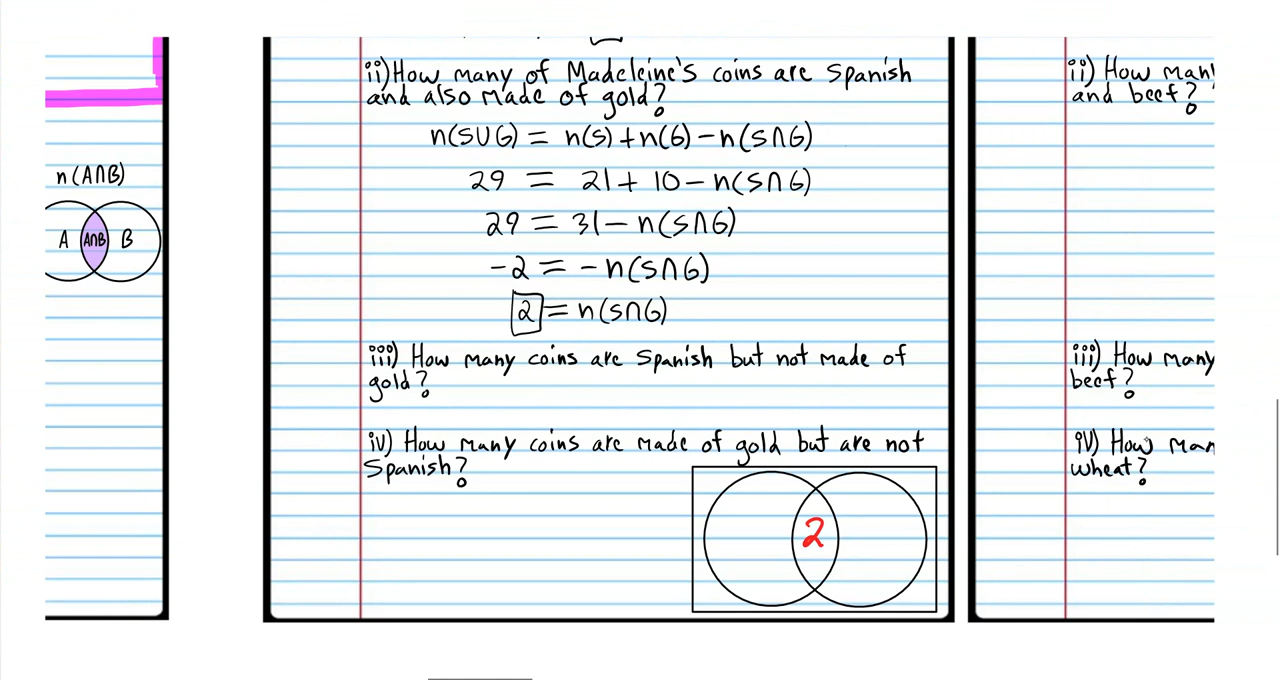 n(A∩B)
A A∩B B
ii) How many of Madeleine's coins are Spanish
and also made of gold?
n(S∪G) = n(S) + n(G) - n(S∩G)
29 = 21 + 10 - n(S∩G)
29 = 31 - n(S∩G)
-2 = -n(S∩G)
2 = n(S∩G)
iii) How many coins are Spanish but not made of
gold?
iv) How many coins are made of gold but are not
Spanish?
2
ii) How many
and beef?
iii) How many
beef?
iv) How man
wheat?